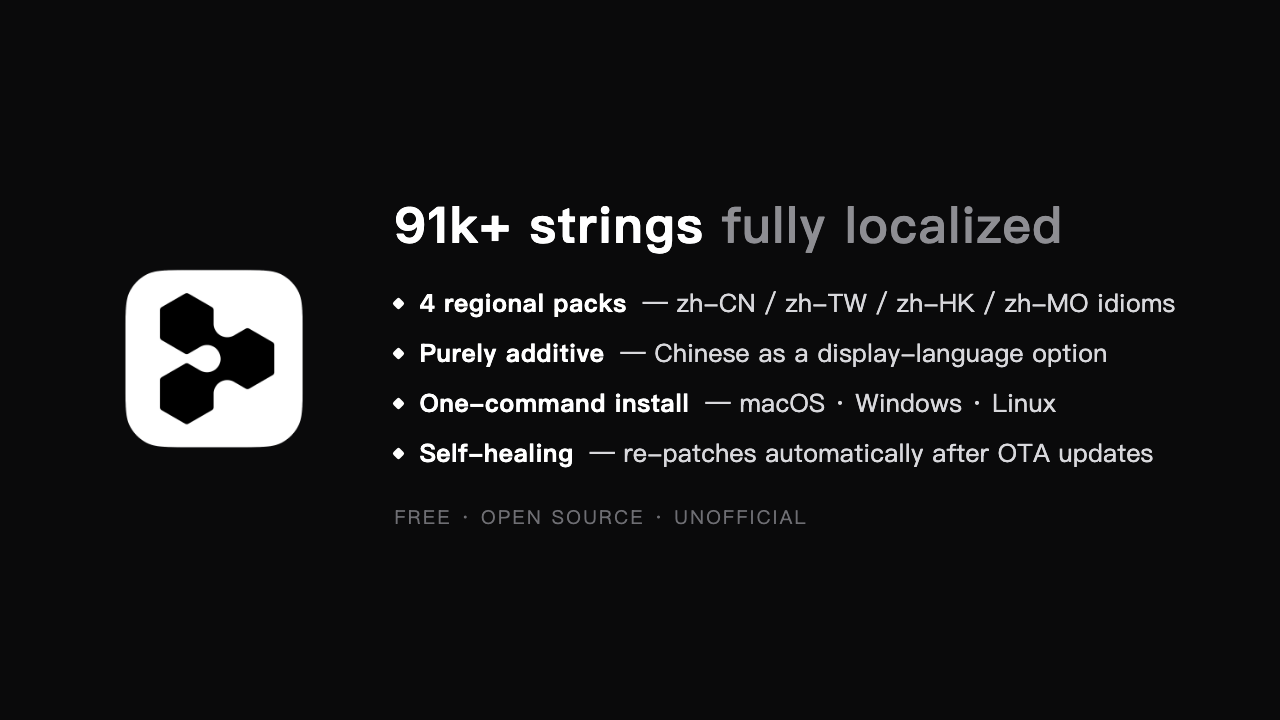 91k+ strings fully localized
4 regional packs — zh–CN / zh–TW / zh–HK / zh–MO idioms
Purely additive — Chinese as a display–language option
One–command install — macOS · Windows · Linux
Self–healing — re–patches automatically after OTA updates
FREE · OPEN SOURCE · UNOFFICIAL